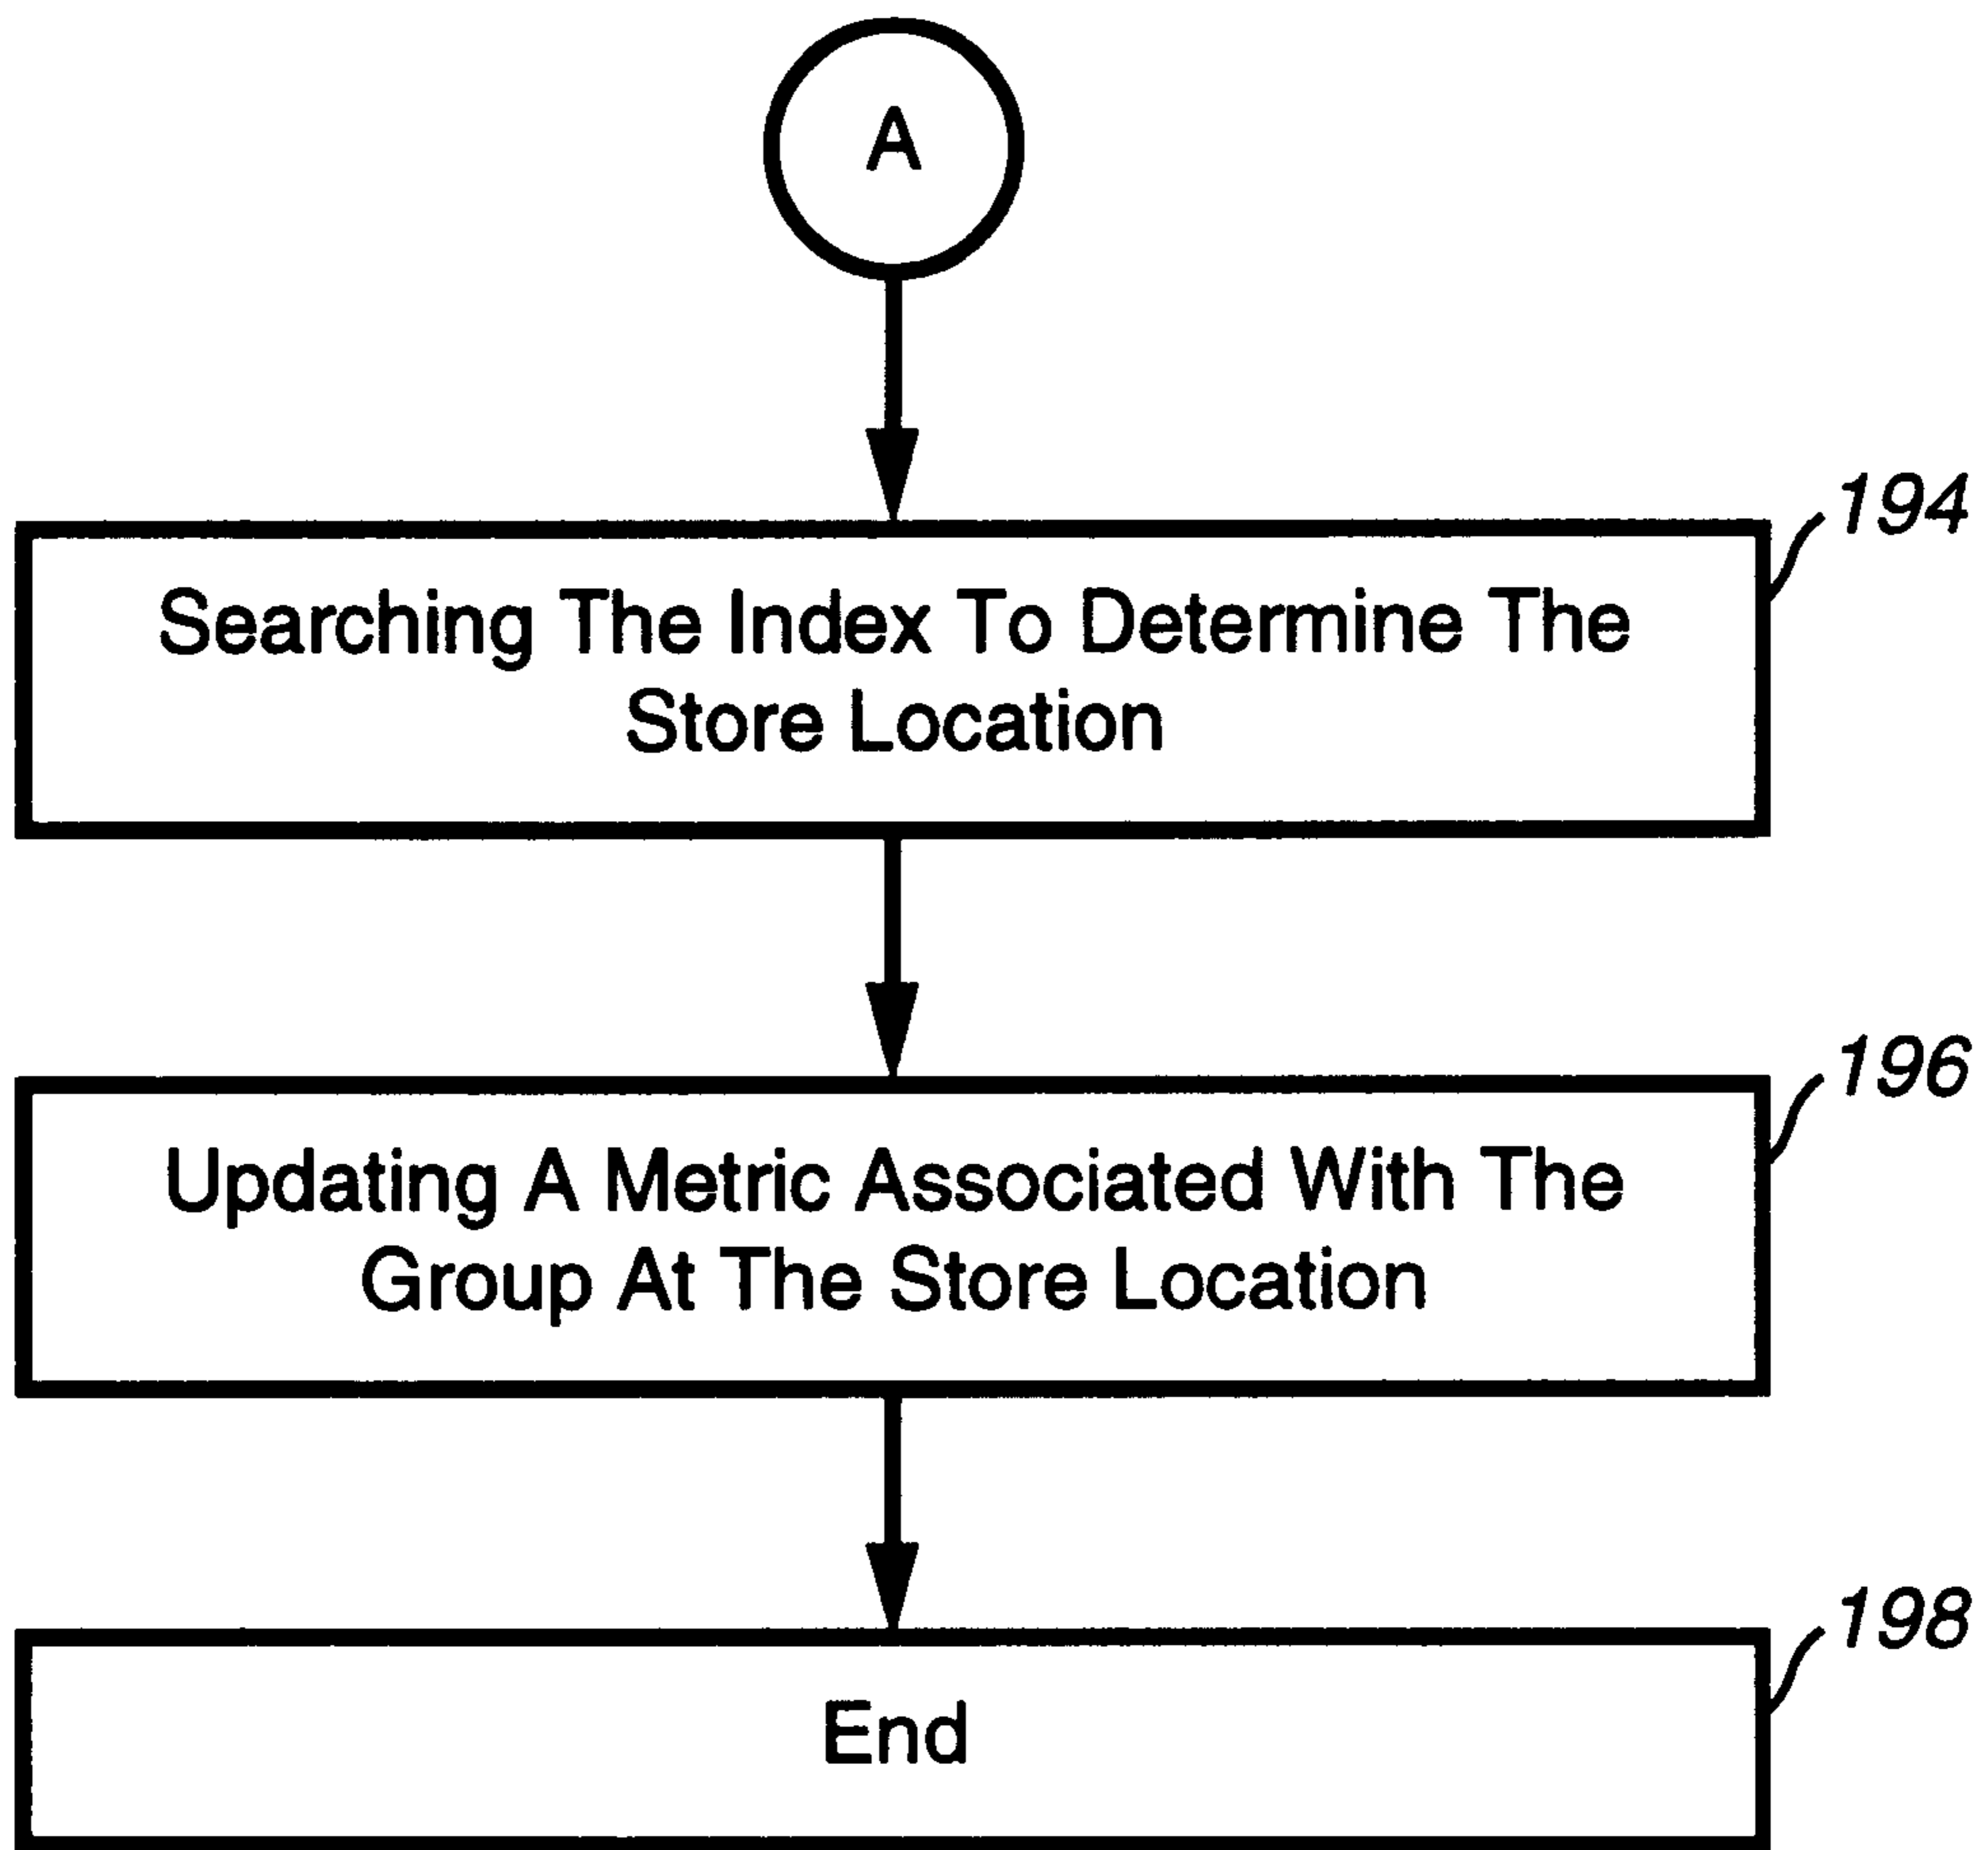 A
194
Searching The Index To Determine The
Store Location
196
Updating A Metric Associated With The
Group At The Store Location
198
End